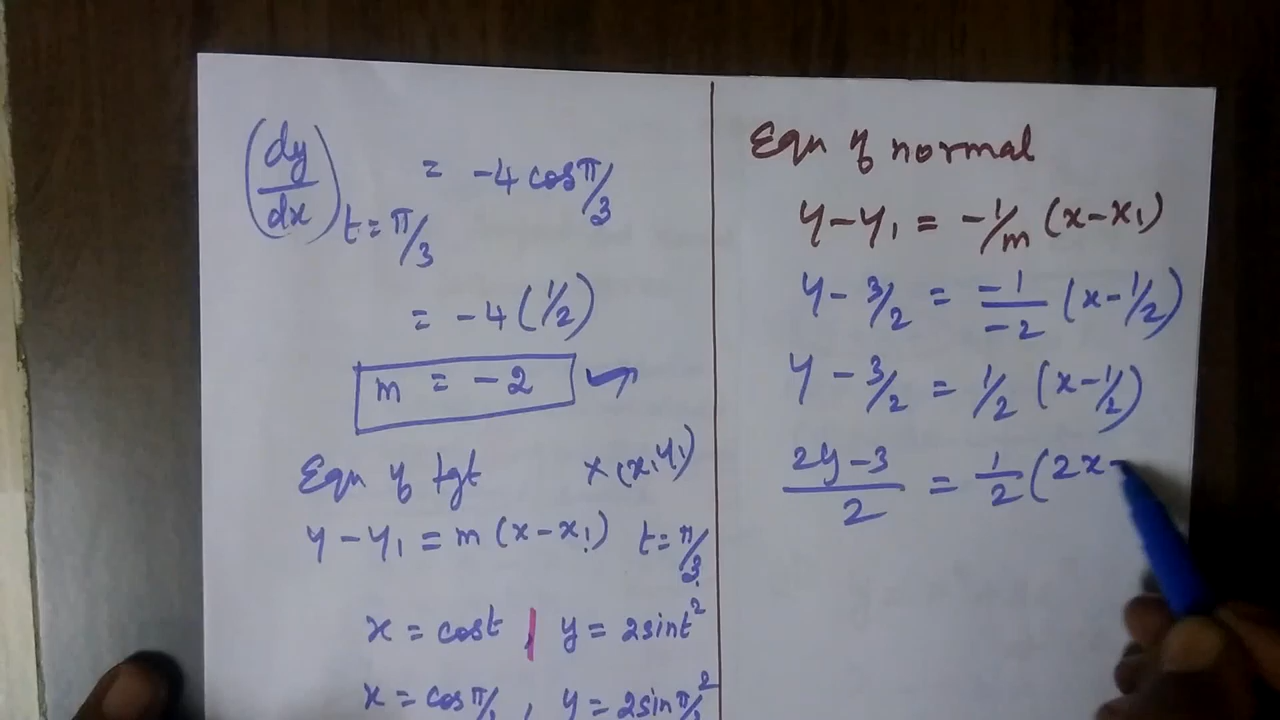 (dy/dx) t=π/3 = -4 cos π/3
= -4 (1/2)
m = -2
Eqn of tgt × (x1 y1)
y - y1 = m (x - x1) t = π/3
x = cost , y = 2sint²
x = cos π/ , y = 2sin π/ ²
Eqn of normal
y - y1 = -1/m (x - x1)
y - 3/2 = -1/-2 (x - 1/2)
y - 3/2 = 1/2 (x - 1/2)
2y - 3/2 = 1/2 (2x -